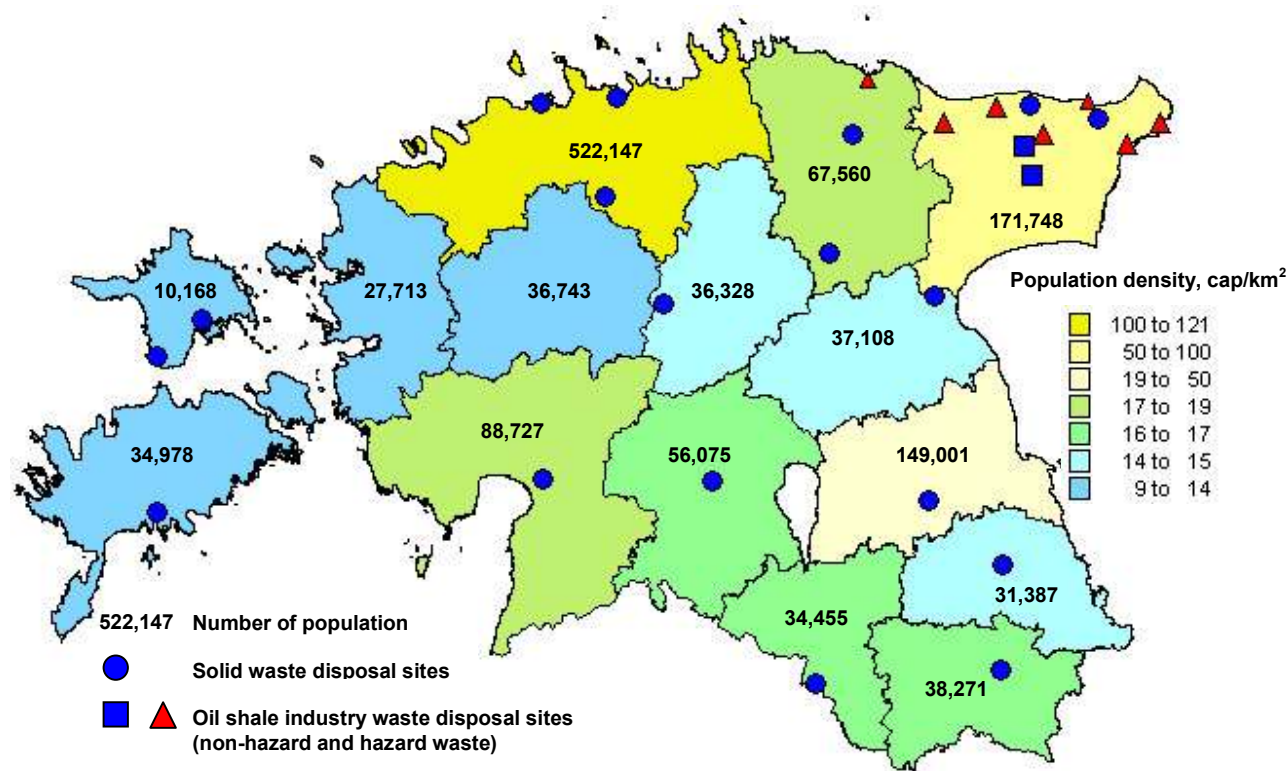 522,147
67,560
171,748
10,168
27,713
36,743
36,328
37,108
Population density, cap/km²
100 to 121
50 to 100
19 to 50
17 to 19
16 to 17
14 to 15
9 to 14
34,978
88,727
56,075
149,001
31,387
34,455
38,271
522,147 Number of population
Solid waste disposal sites
Oil shale industry waste disposal sites
(non-hazard and hazard waste)